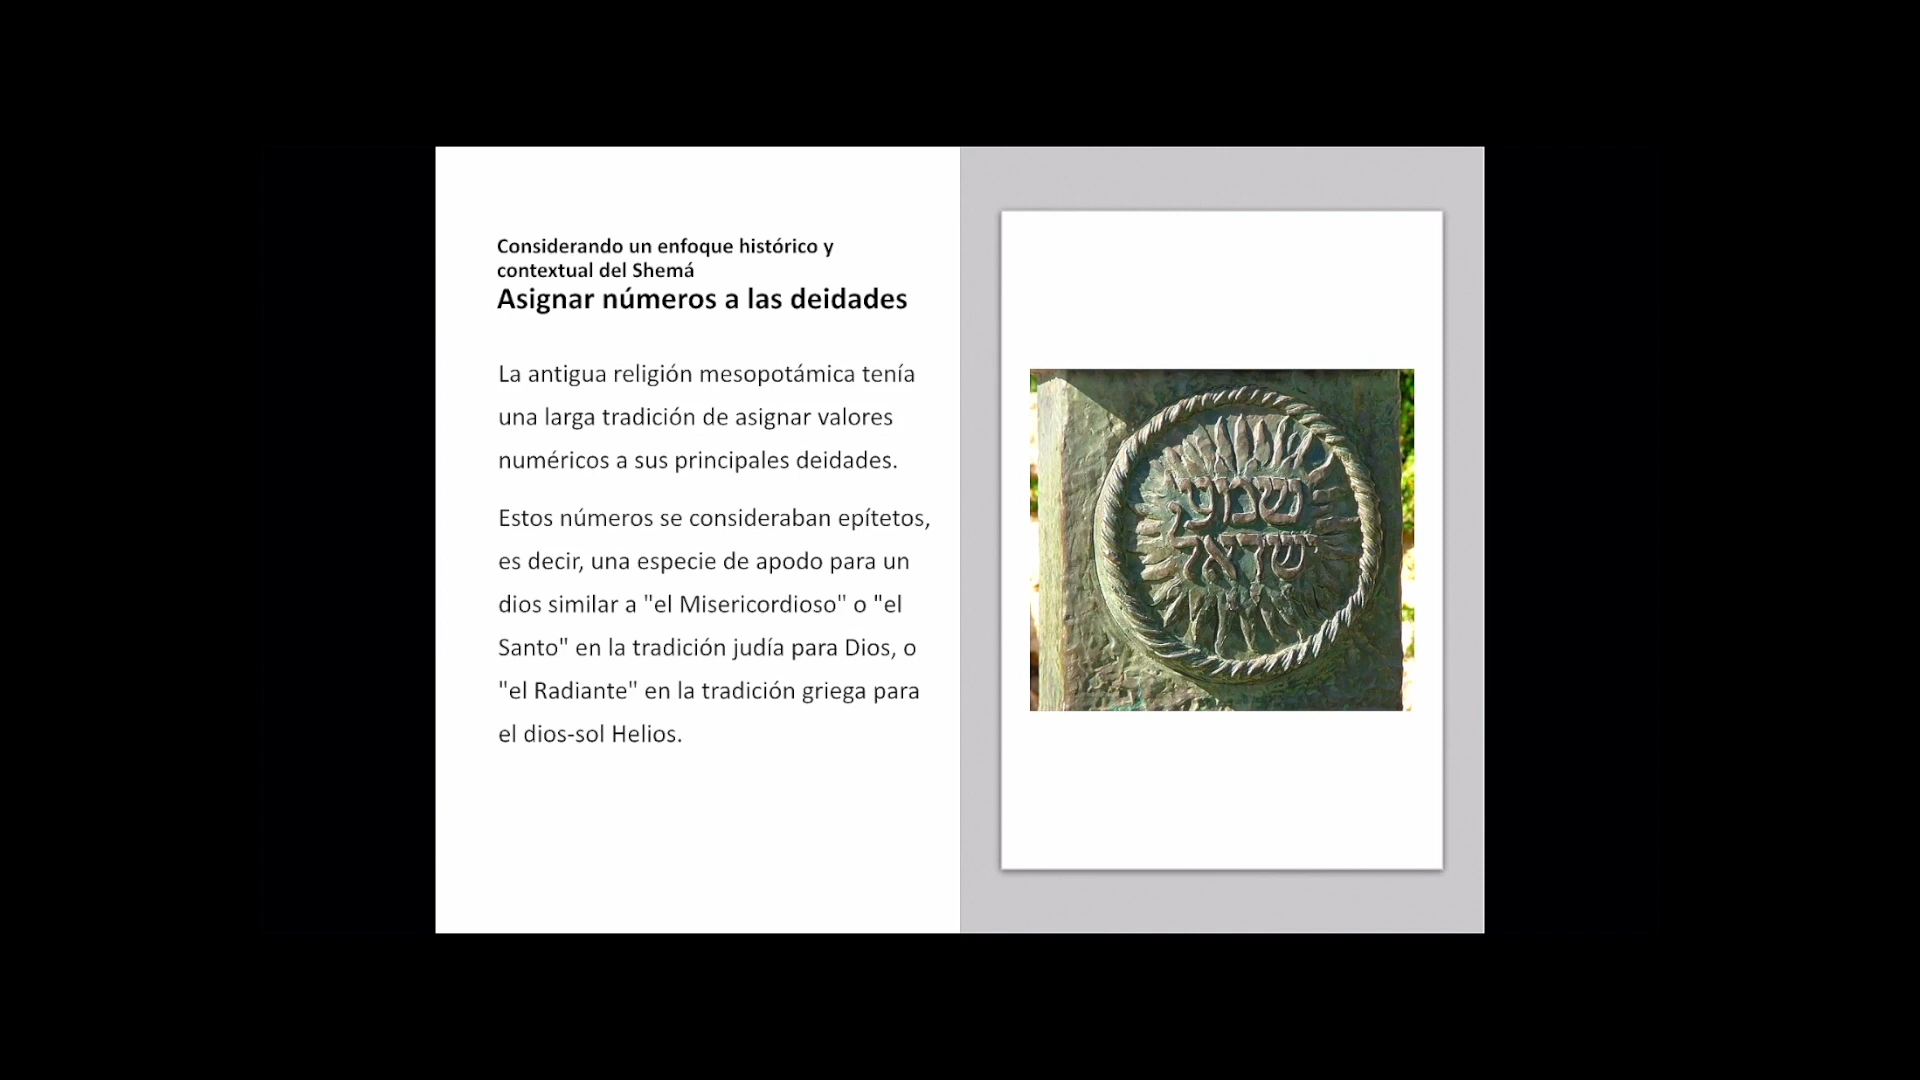 Considerando un enfoque histórico y
contextual del Shemá
Asignar números a las deidades
La antigua religión mesopotámica tenía
una larga tradición de asignar valores
numéricos a sus principales deidades.
Estos números se consideraban epítetos,
es decir, una especie de apodo para un
dios similar a "el Misericordioso" o "el
Santo" en la tradición judía para Dios, o
"el Radiante" en la tradición griega para
el dios-sol Helios.
שמע
ישראל